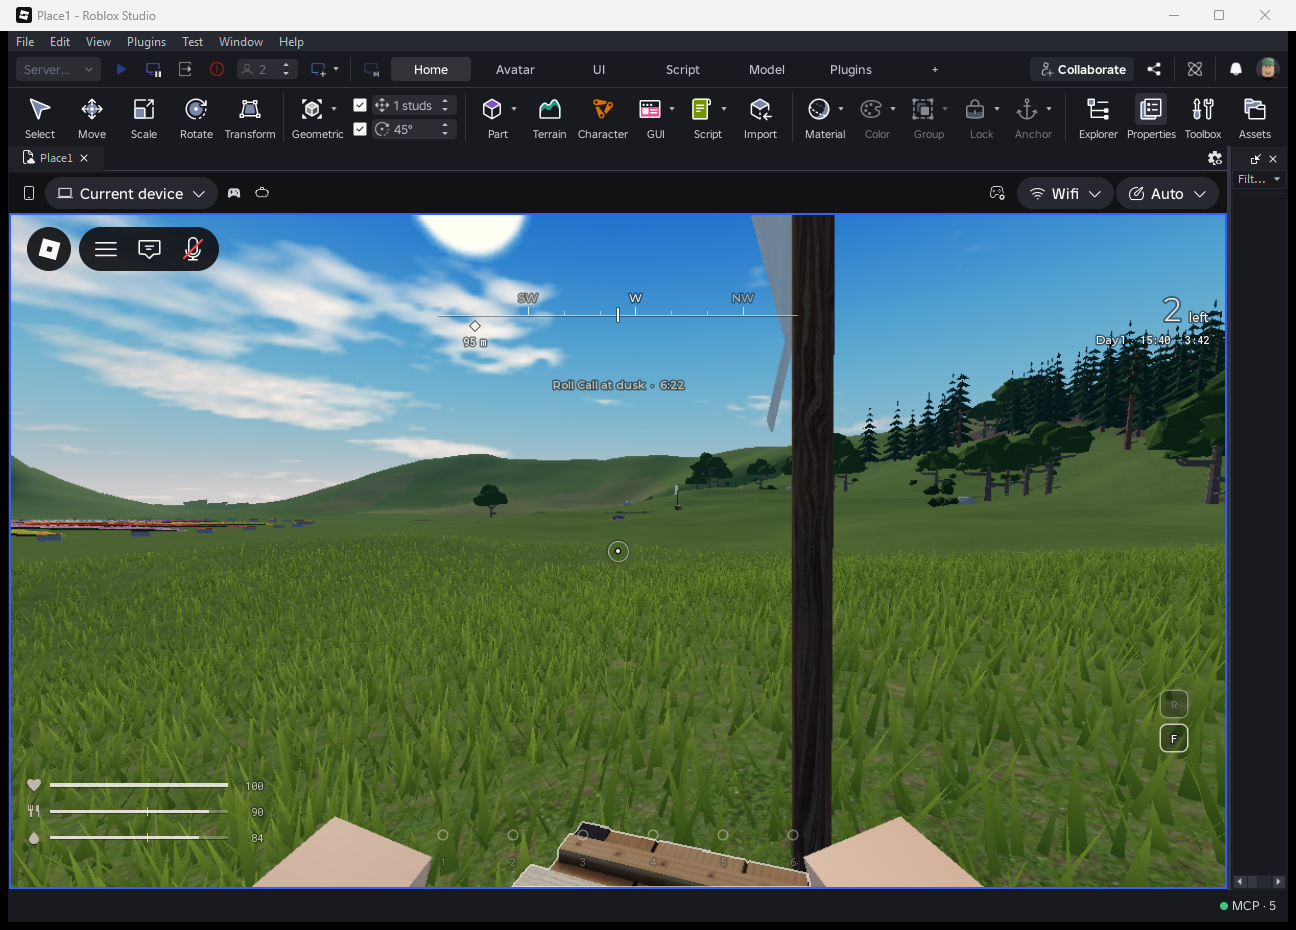 Place1 - Roblox Studio
File Edit View Plugins Test Window Help
Server... 2 Home Avatar UI Script Model Plugins + Collaborate
1 studs
45°
Select Move Scale Rotate Transform Geometric Part Terrain Character GUI Script Import Material Color Group Lock Anchor Explorer Properties Toolbox Assets
Place1
Filt...
Current device Wifi Auto
SW W NW
95 m
2 left
Day 1 · 15:40 · 3:42
Roll Call at dusk · 6:22
R
F
100
90
84
1 2 3 4 5 6
MCP · 5